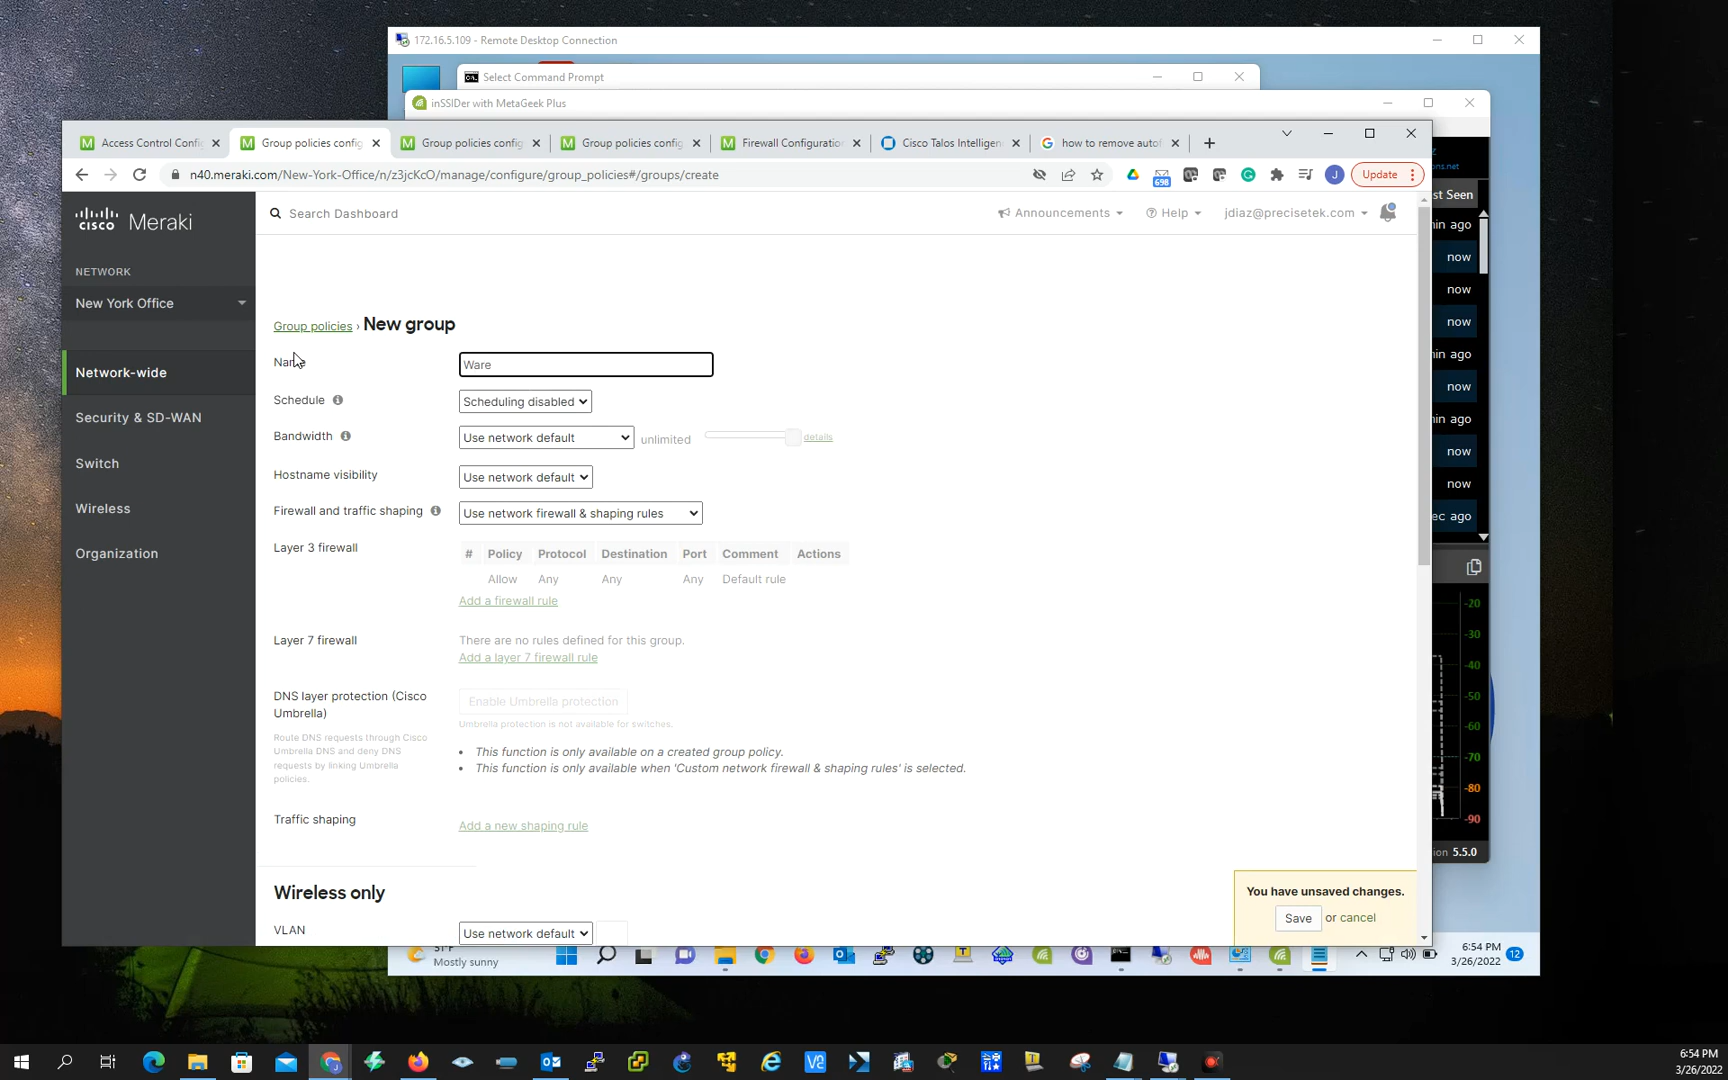 172.16.5.109 - Remote Desktop Connection
Select Command Prompt
inSSIDer with MetaGeek Plus
Access Control Confi
Group policies config
Group policies config
Group policies config
Firewall Configuration
Cisco Talos Intelligen
how to remove autof
n40.meraki.com/New-York-Office/n/z3jcKcO/manage/configure/group_policies#/groups/create
698
J
Update
ons.net
st Seen
cisco Meraki
Search Dashboard
Announcements
Help
jdiaz@precisetek.com
in ago
now
now
now
in ago
now
in ago
now
now
ec ago
NETWORK
New York Office
Network-wide
Security & SD-WAN
Switch
Wireless
Organization
Group policies › New group
Name
Ware
Schedule
Scheduling disabled
Bandwidth
Use network default
unlimited
details
Hostname visibility
Use network default
Firewall and traffic shaping
Use network firewall & shaping rules
Layer 3 firewall
# Policy Protocol Destination Port Comment Actions
Allow Any Any Any Default rule
Add a firewall rule
Layer 7 firewall
There are no rules defined for this group.
Add a layer 7 firewall rule
DNS layer protection (Cisco
Umbrella)
Enable Umbrella protection
Umbrella protection is not available for switches.
Route DNS requests through Cisco
Umbrella DNS and deny DNS
requests by linking Umbrella
policies.
• This function is only available on a created group policy.
• This function is only available when 'Custom network firewall & shaping rules' is selected.
Traffic shaping
Add a new shaping rule
Wireless only
VLAN
Use network default
You have unsaved changes.
Save or cancel
-20
-30
-40
-50
-60
-70
-80
-90
ion 5.5.0
Mostly sunny
6:54 PM
3/26/2022
12
6:54 PM
3/26/2022